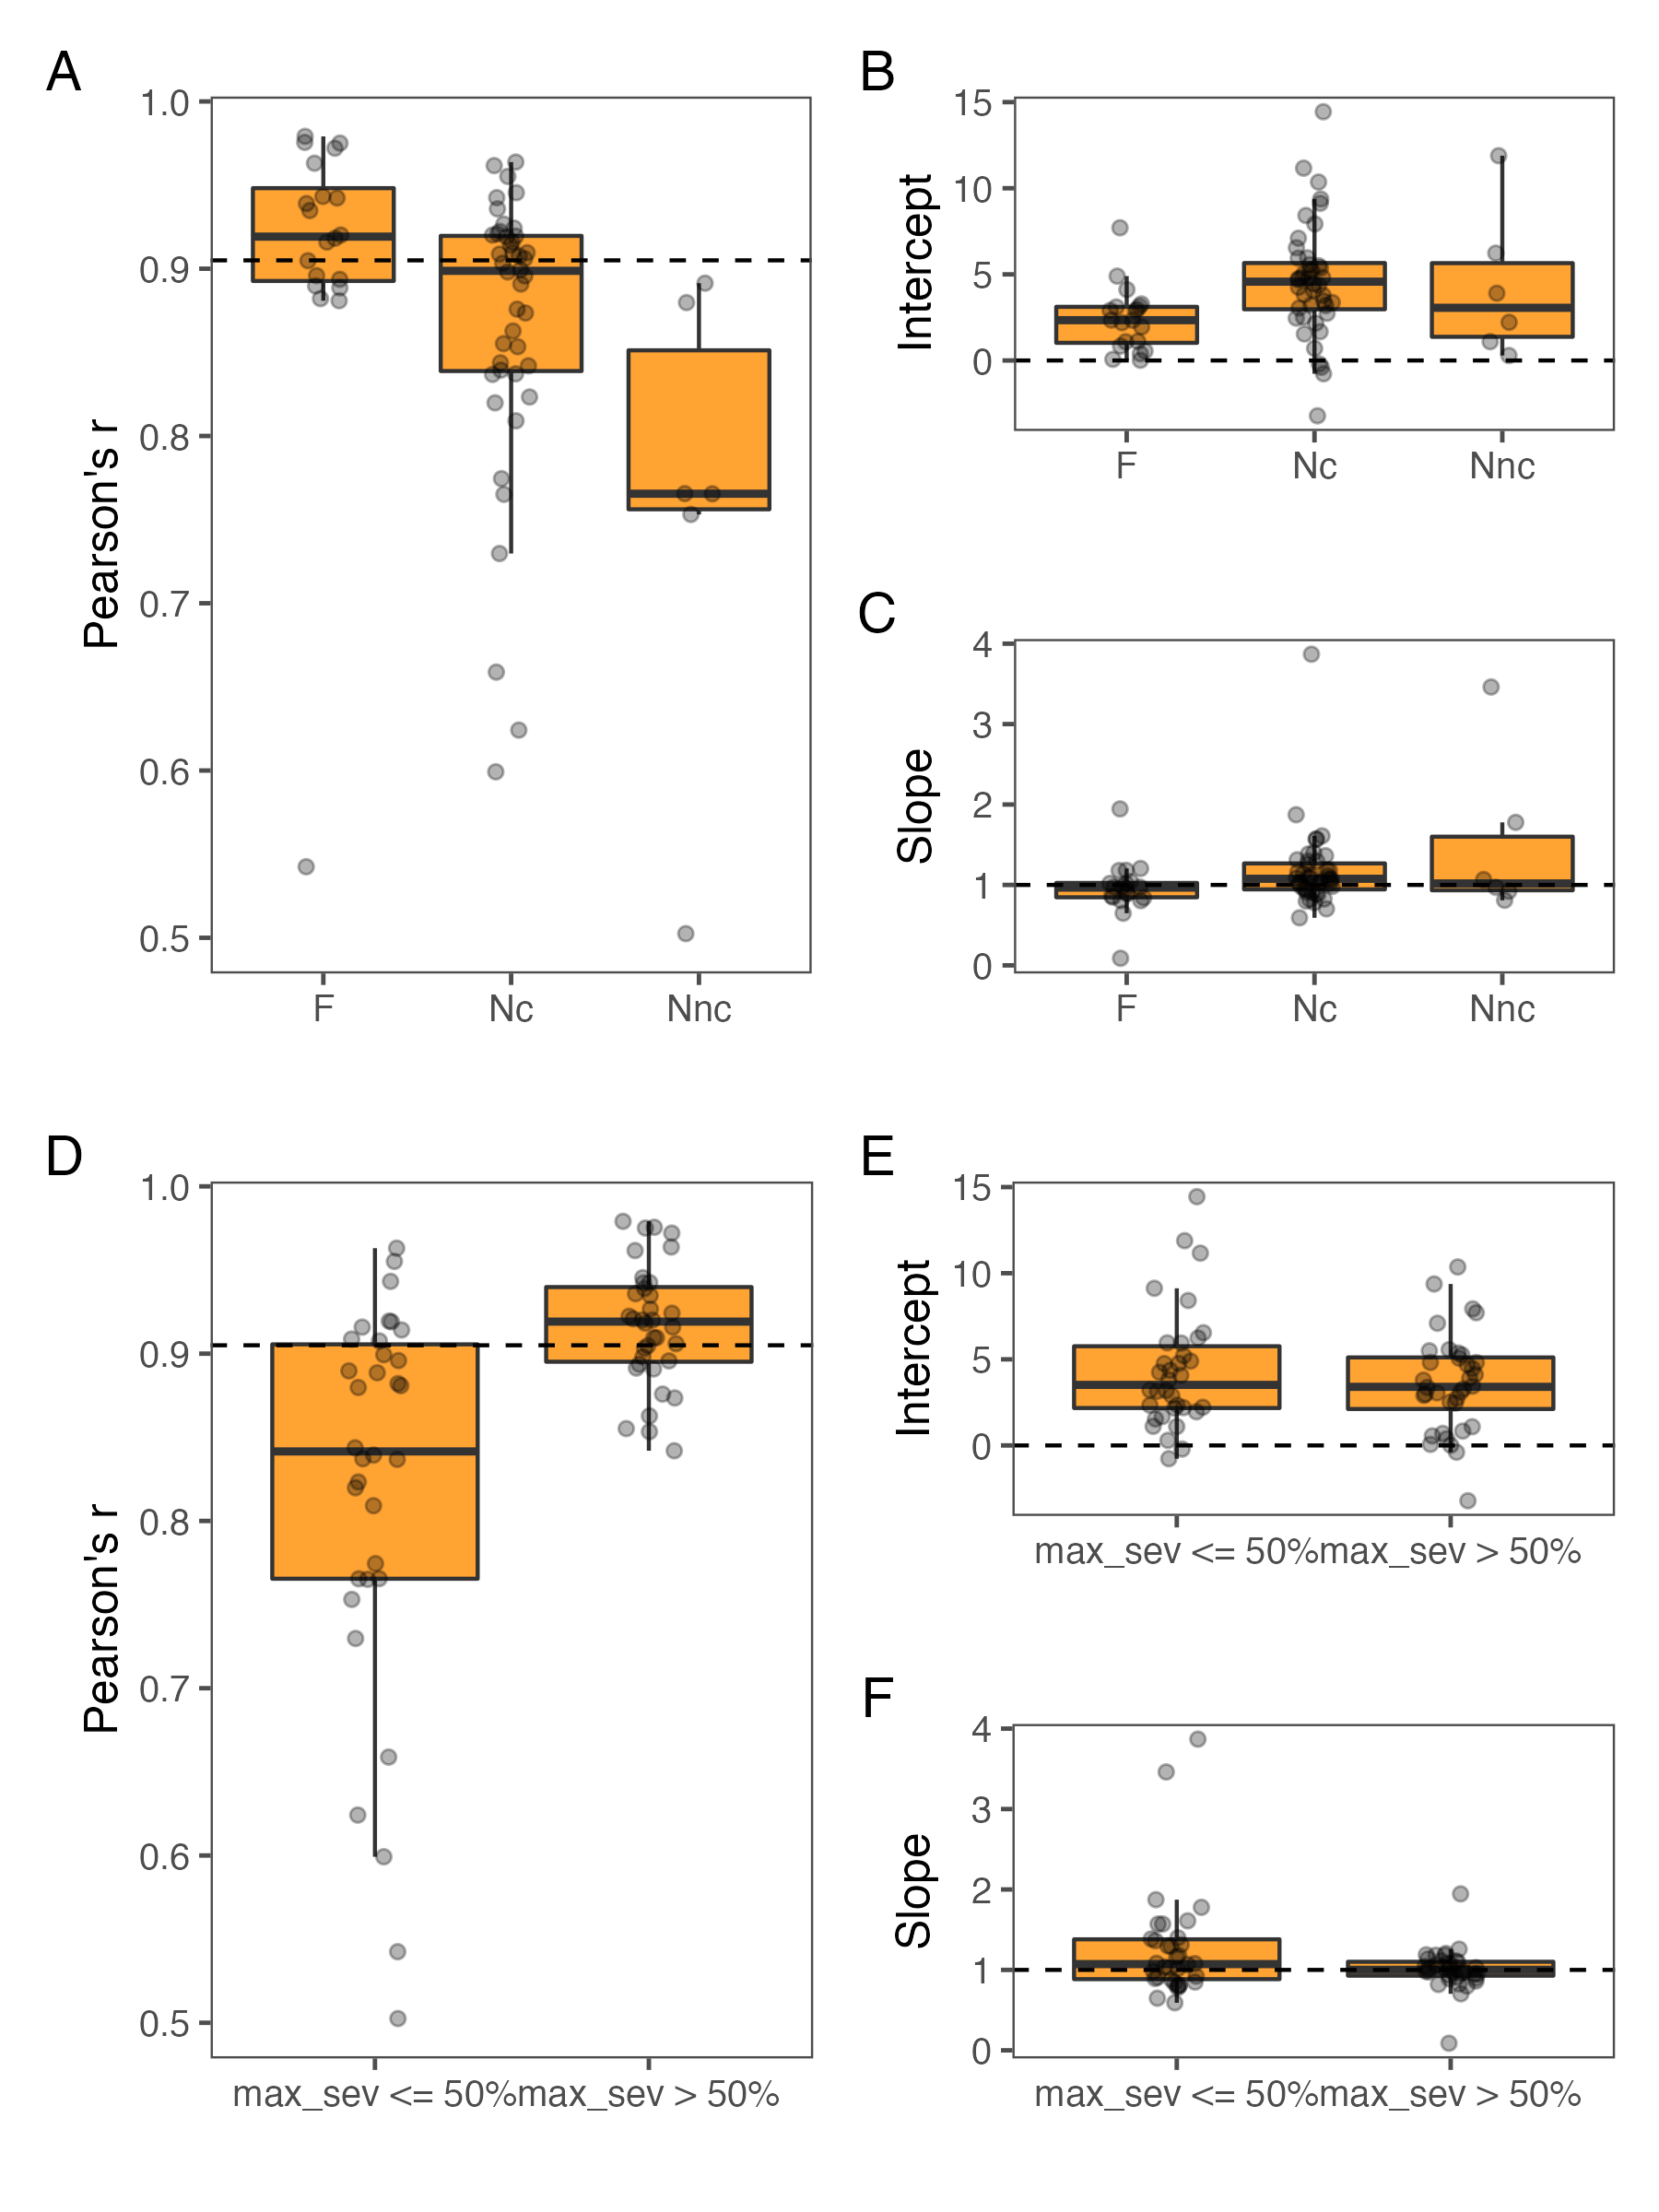 A
Pearson's r
1.0
0.9
0.8
0.7
0.6
0.5
F Nc Nnc
B
Intercept
15
10
5
0
F Nc Nnc
C
Slope
4
3
2
1
0
F Nc Nnc
D
Pearson's r
1.0
0.9
0.8
0.7
0.6
0.5
max_sev <= 50% max_sev > 50%
E
Intercept
15
10
5
0
max_sev <= 50% max_sev > 50%
F
Slope
4
3
2
1
0
max_sev <= 50% max_sev > 50%